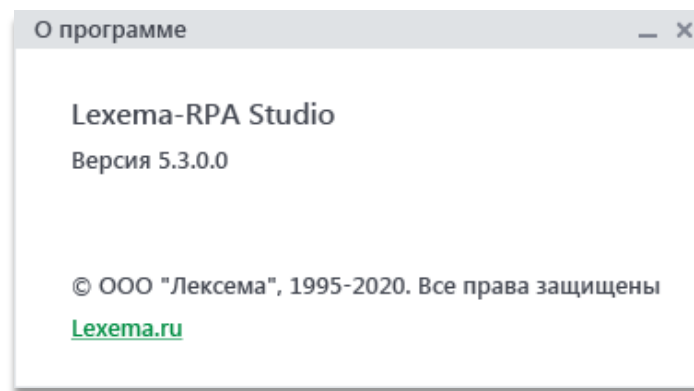 О программе
Lexema-RPA Studio
Версия 5.3.0.0
© ООО "Лексема", 1995-2020. Все права защищены
Lexema.ru